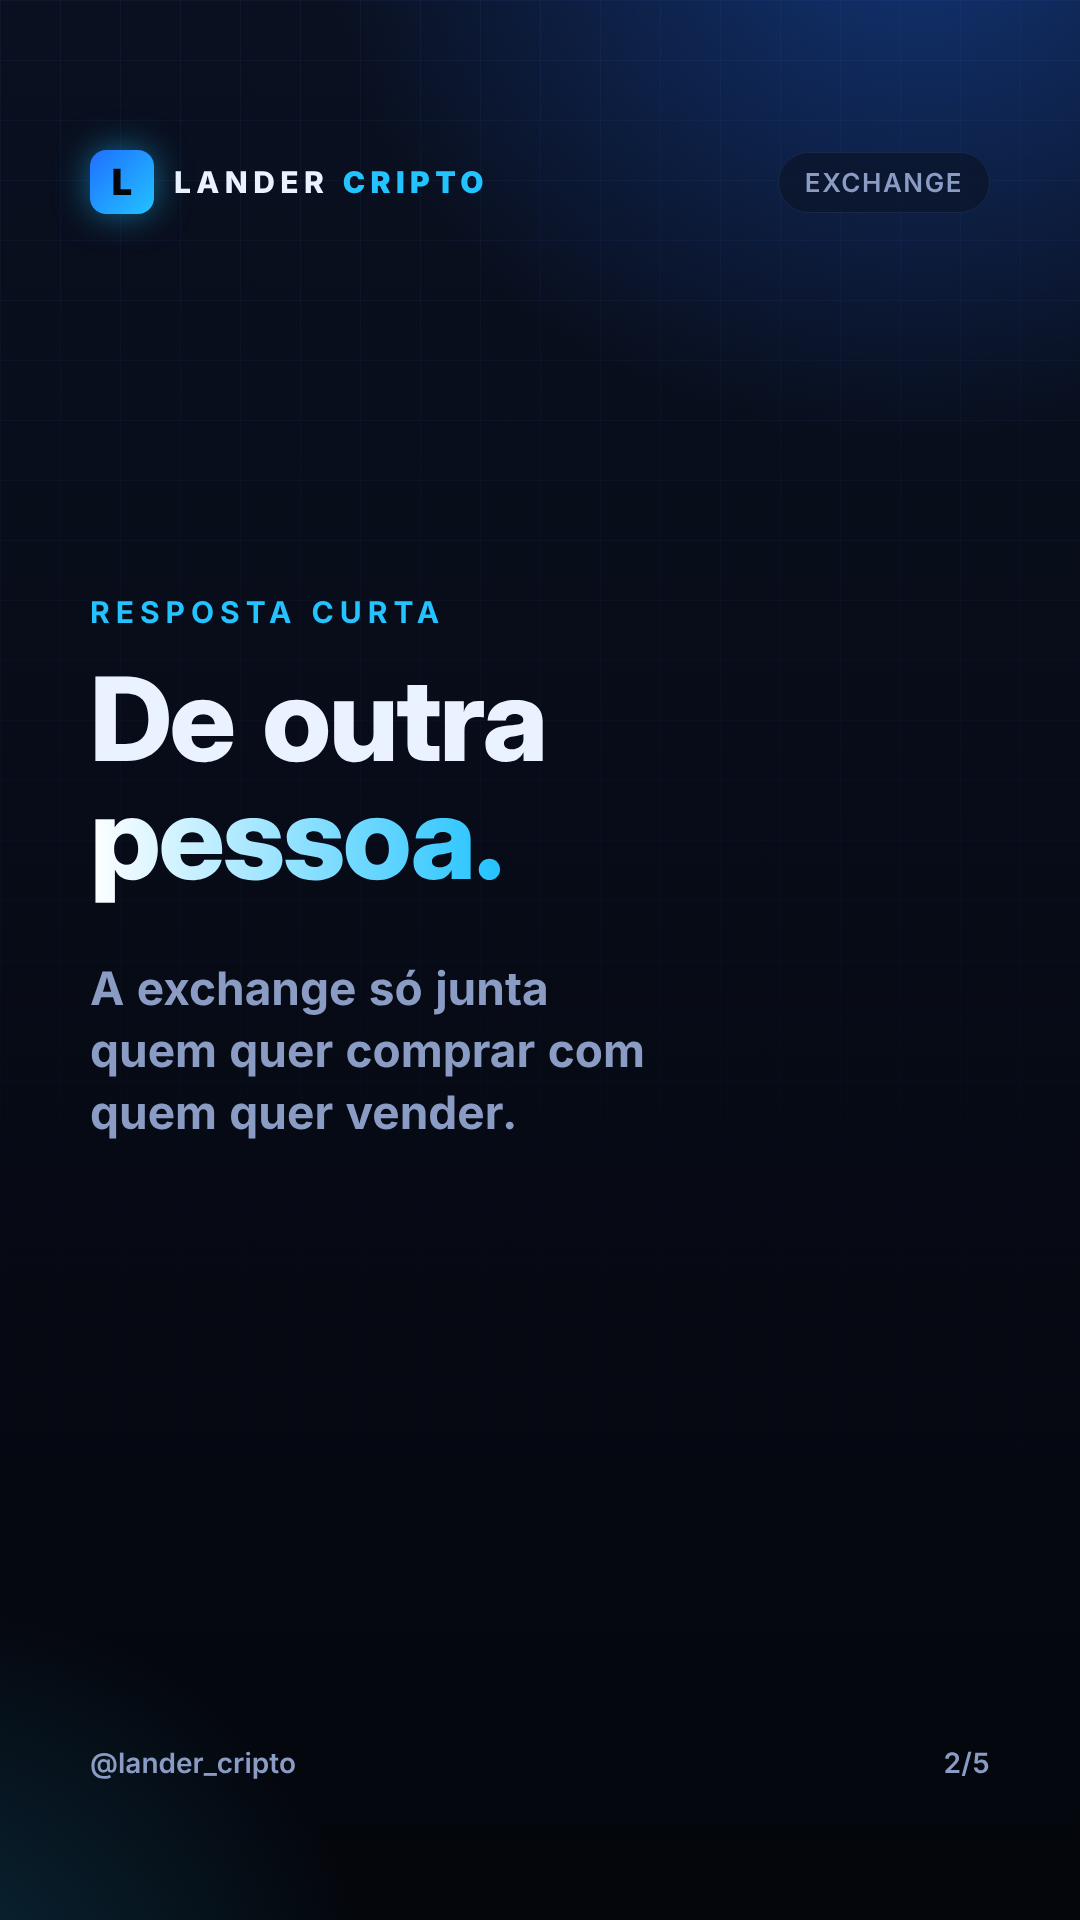 L LANDER CRIPTO
EXCHANGE
RESPOSTA CURTA
De outra
pessoa.
A exchange só junta
quem quer comprar com
quem quer vender.
@lander_cripto
2/5